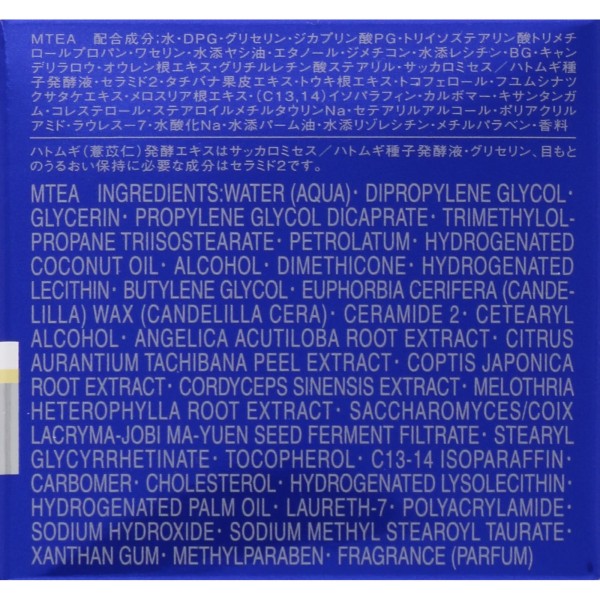 MTEA 配合成分:水・DPG・グリセリン・ジカプリン酸PG・トリイソステアリン酸トリメチ
ロールプロパン・ワセリン・水添ヤシ油・エタノール・ジメチコン・水添レシチン・BG・キャン
デリラロウ・オウレン根エキス・グリチルレチン酸ステアリル・サッカロミセス/ハトムギ種
子発酵液・セラミド2・タチバナ果皮エキス・トウキ根エキス・トコフェロール・フユムシナツ
クサタケエキス・メロスリア根エキス・(C13,14)イソパラフィン・カルボマー・キサンタンガ
ム・コレステロール・ステアロイルメチルタウリンNa・セテアリルアルコール・ポリアクリル
アミド・ラウレス-7・水酸化Na・水添パーム油・水添リゾレシチン・メチルパラベン・香料
ハトムギ(薏苡仁)発酵エキスはサッカロミセス/ハトムギ種子発酵液・グリセリン、目もと
のうるおい保持に必要な成分はセラミド2です。
MTEA INGREDIENTS:WATER (AQUA)・DIPROPYLENE GLYCOL・
GLYCERIN・PROPYLENE GLYCOL DICAPRATE・TRIMETHYLOL-
PROPANE TRIISOSTEARATE・PETROLATUM・HYDROGENATED
COCONUT OIL・ALCOHOL・DIMETHICONE・HYDROGENATED
LECITHIN・BUTYLENE GLYCOL・EUPHORBIA CERIFERA (CANDE-
LILLA) WAX (CANDELILLA CERA)・CERAMIDE 2・CETEARYL
ALCOHOL・ANGELICA ACUTILOBA ROOT EXTRACT・CITRUS
AURANTIUM TACHIBANA PEEL EXTRACT・COPTIS JAPONICA
ROOT EXTRACT・CORDYCEPS SINENSIS EXTRACT・MELOTHRIA
HETEROPHYLLA ROOT EXTRACT・SACCHAROMYCES/COIX
LACRYMA-JOBI MA-YUEN SEED FERMENT FILTRATE・STEARYL
GLYCYRRHETINATE・TOCOPHEROL・C13-14 ISOPARAFFIN・
CARBOMER・CHOLESTEROL・HYDROGENATED LYSOLECITHIN・
HYDROGENATED PALM OIL・LAURETH-7・POLYACRYLAMIDE・
SODIUM HYDROXIDE・SODIUM METHYL STEAROYL TAURATE・
XANTHAN GUM・METHYLPARABEN・FRAGRANCE (PARFUM)